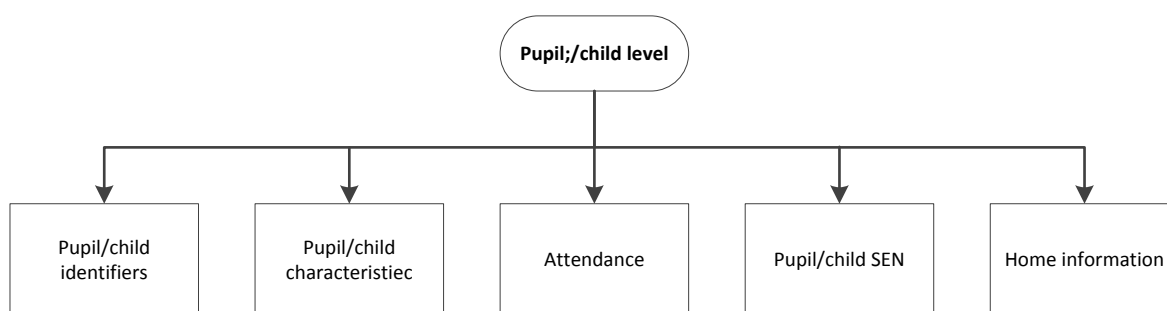 Pupil;/child level
Pupil/child
identifiers
Pupil/child
characteristiec
Attendance
Pupil/child SEN
Home information